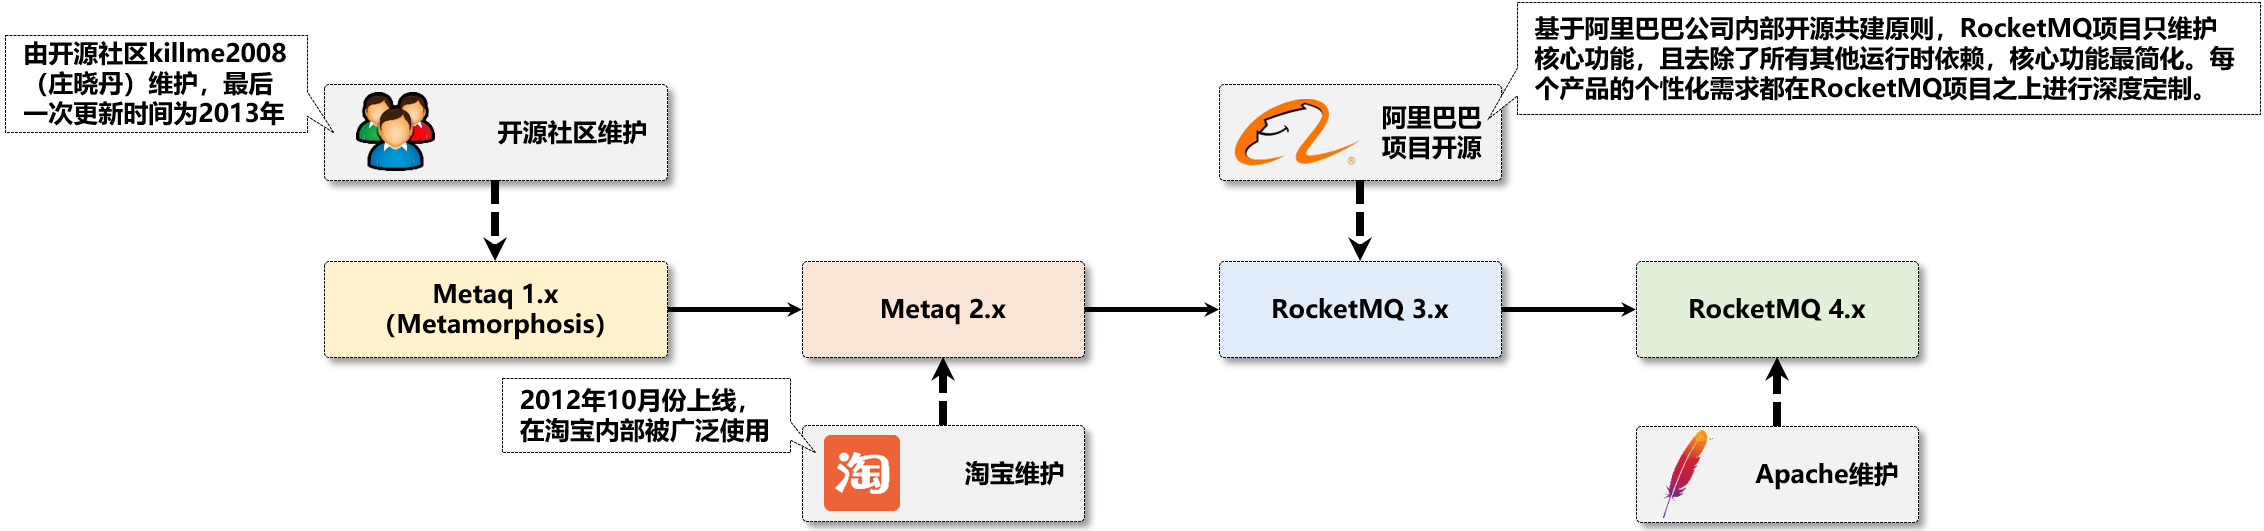 由开源社区killme2008
（庄晓丹）维护，最后
一次更新时间为2013年
开源社区维护
阿里巴巴
项目开源
基于阿里巴巴公司内部开源共建原则，RocketMQ项目只维护
核心功能，且去除了所有其他运行时依赖，核心功能最简化。每
个产品的个性化需求都在RocketMQ项目之上进行深度定制。
Metaq 1.x
（Metamorphosis）
Metaq 2.x
RocketMQ 3.x
RocketMQ 4.x
2012年10月份上线，
在淘宝内部被广泛使用
淘
淘宝维护
Apache维护